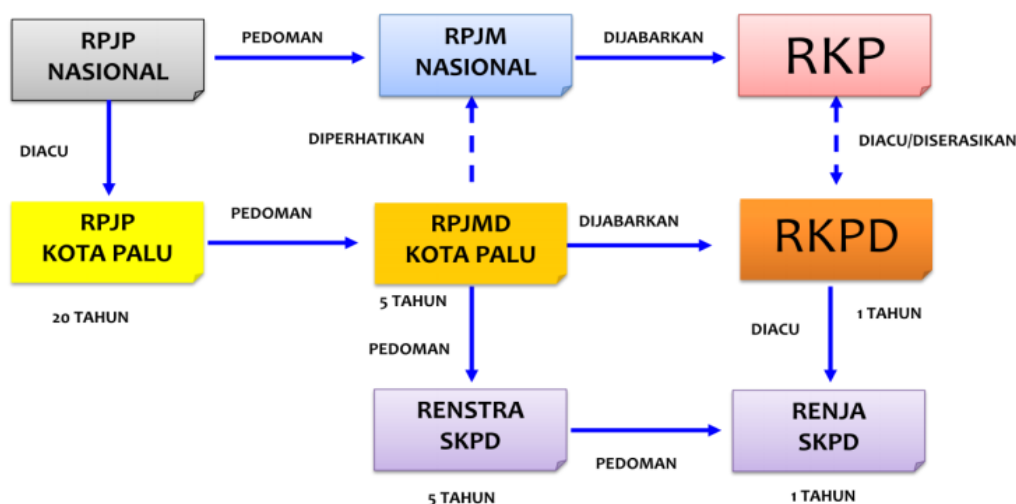 RPJP
NASIONAL
PEDOMAN
RPJM
NASIONAL
DIJABARKAN
RKP
DIACU
DIPERHATIKAN
DIACU/DISERASIKAN
RPJP
KOTA PALU
PEDOMAN
RPJMD
KOTA PALU
DIJABARKAN
RKPD
20 TAHUN
5 TAHUN
1 TAHUN
PEDOMAN
DIACU
RENSTRA
SKPD
PEDOMAN
RENJA
SKPD
5 TAHUN
1 TAHUN